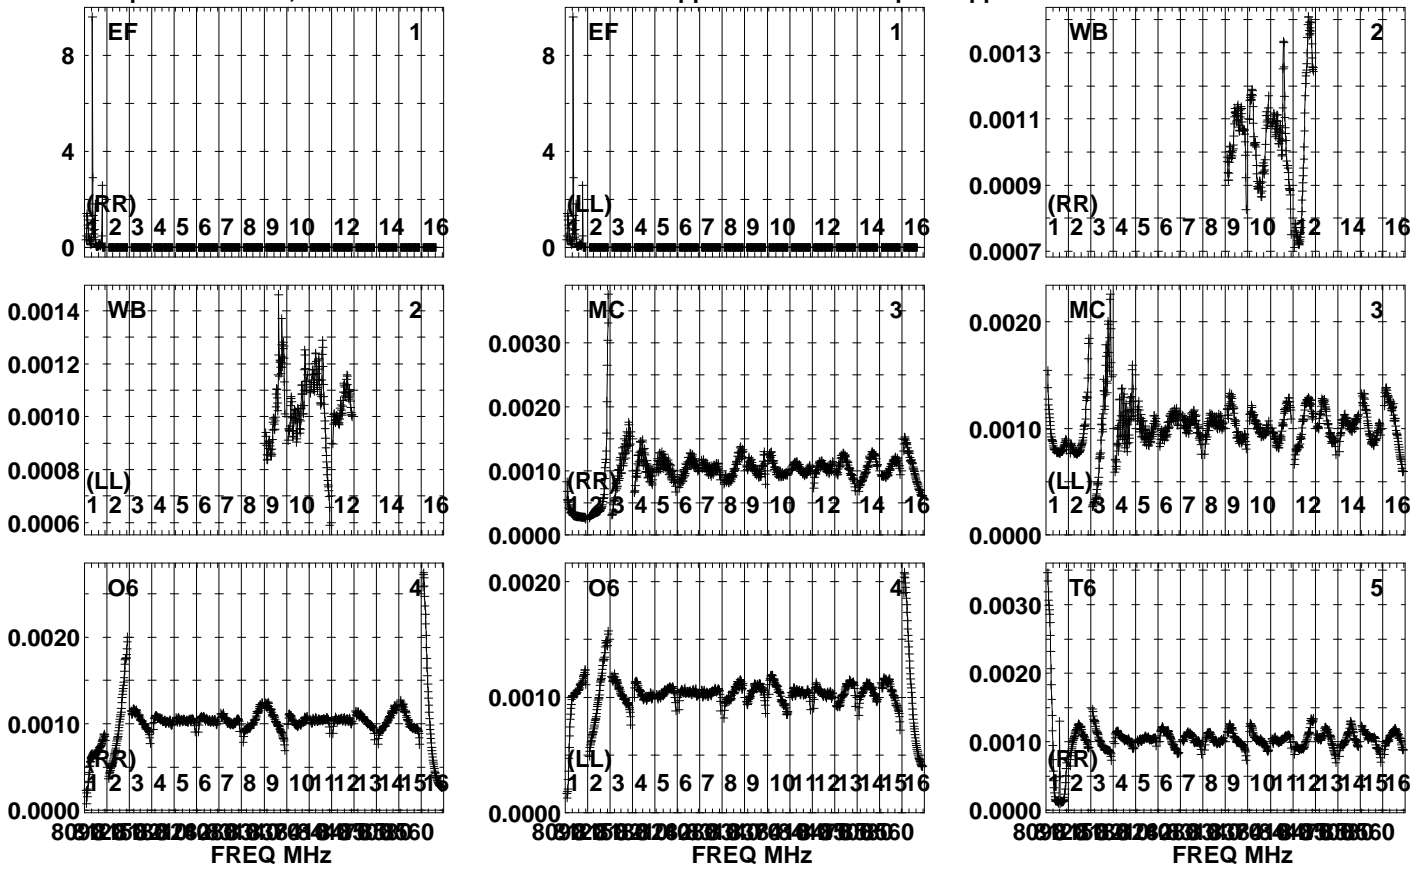 EF 1
8
4
0
(RR)
2 3 4 5 6 7 8 9 10 12 14 16
EF 1
8
4
0
(LL)
2 3 4 5 6 7 8 9 10 12 14 16
WB 2
0.0013
0.0011
0.0009
0.0007
(RR)
1 2 3 4 5 6 7 8 9 10 12 14 16
WB 2
0.0014
0.0012
0.0010
0.0008
0.0006
(LL)
1 2 3 4 5 6 7 8 9 10 12 14 16
MC 3
0.0030
0.0020
0.0010
0.0000
(RR)
1 2 3 4 5 6 7 8 9 10 12 14 16
MC 3
0.0020
0.0010
0.0000
(LL)
1 2 3 4 5 6 7 8 9 10 12 14 16
O6 4
0.0020
0.0010
0.0000
(RR)
1 2 3 4 5 6 7 8 9 10 11 12 13 14 15 16
FREQ MHz
O6 4
0.0020
0.0010
0.0000
(LL)
1 2 3 4 5 6 7 8 9 10 11 12 13 14 15 16
FREQ MHz
T6 5
0.0030
0.0020
0.0010
0.0000
(RR)
1 2 3 4 5 6 7 8 9 10 11 12 13 14 15 16
FREQ MHz